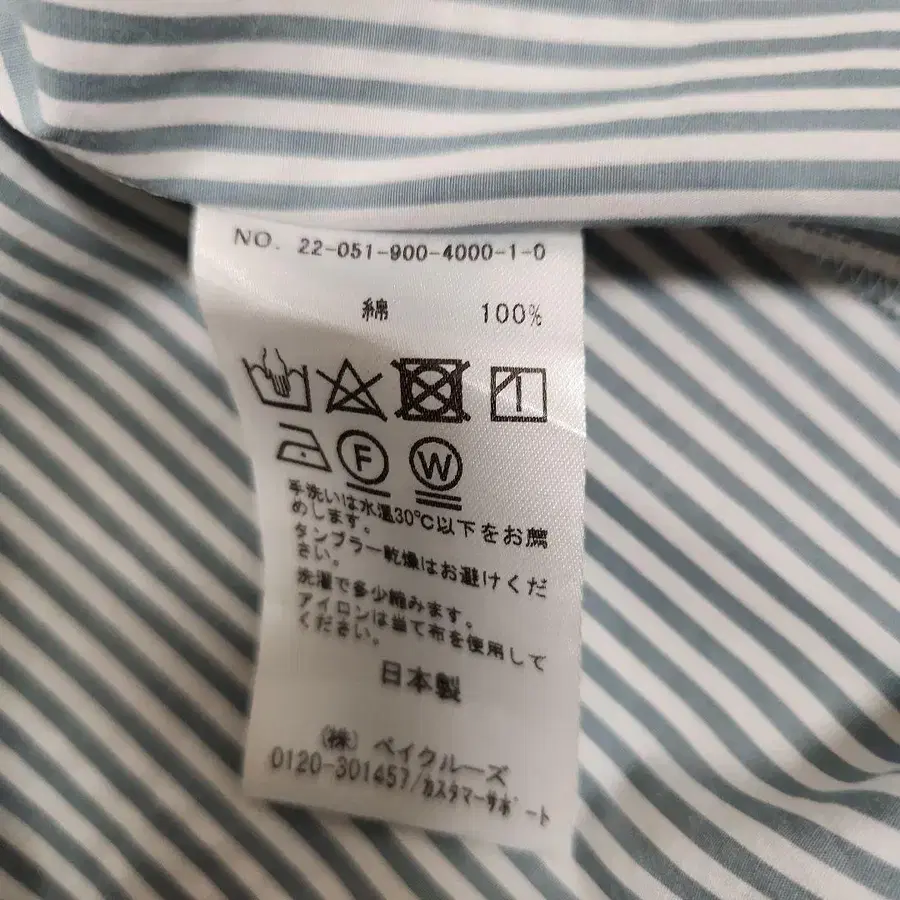 NO. 22-051-900-4000-1-0
綿 100%
F W
手洗いは水温30℃以下をお薦
めします。
タンブラー乾燥はお避けくだ
さい。
洗濯で多少縮みます。
アイロンは当て布を使用して
ください。
日本製
(株) ベイクルーズ
0120-301457/カスタマーサポート